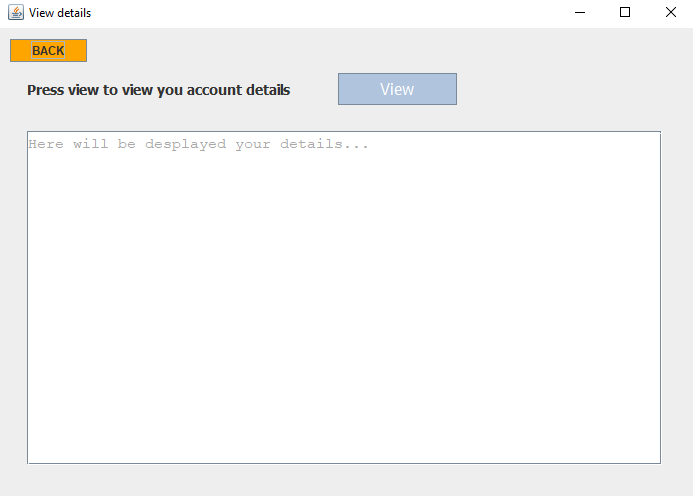 View details
BACK
Press view to view you account details
View
Here will be desplayed your details...